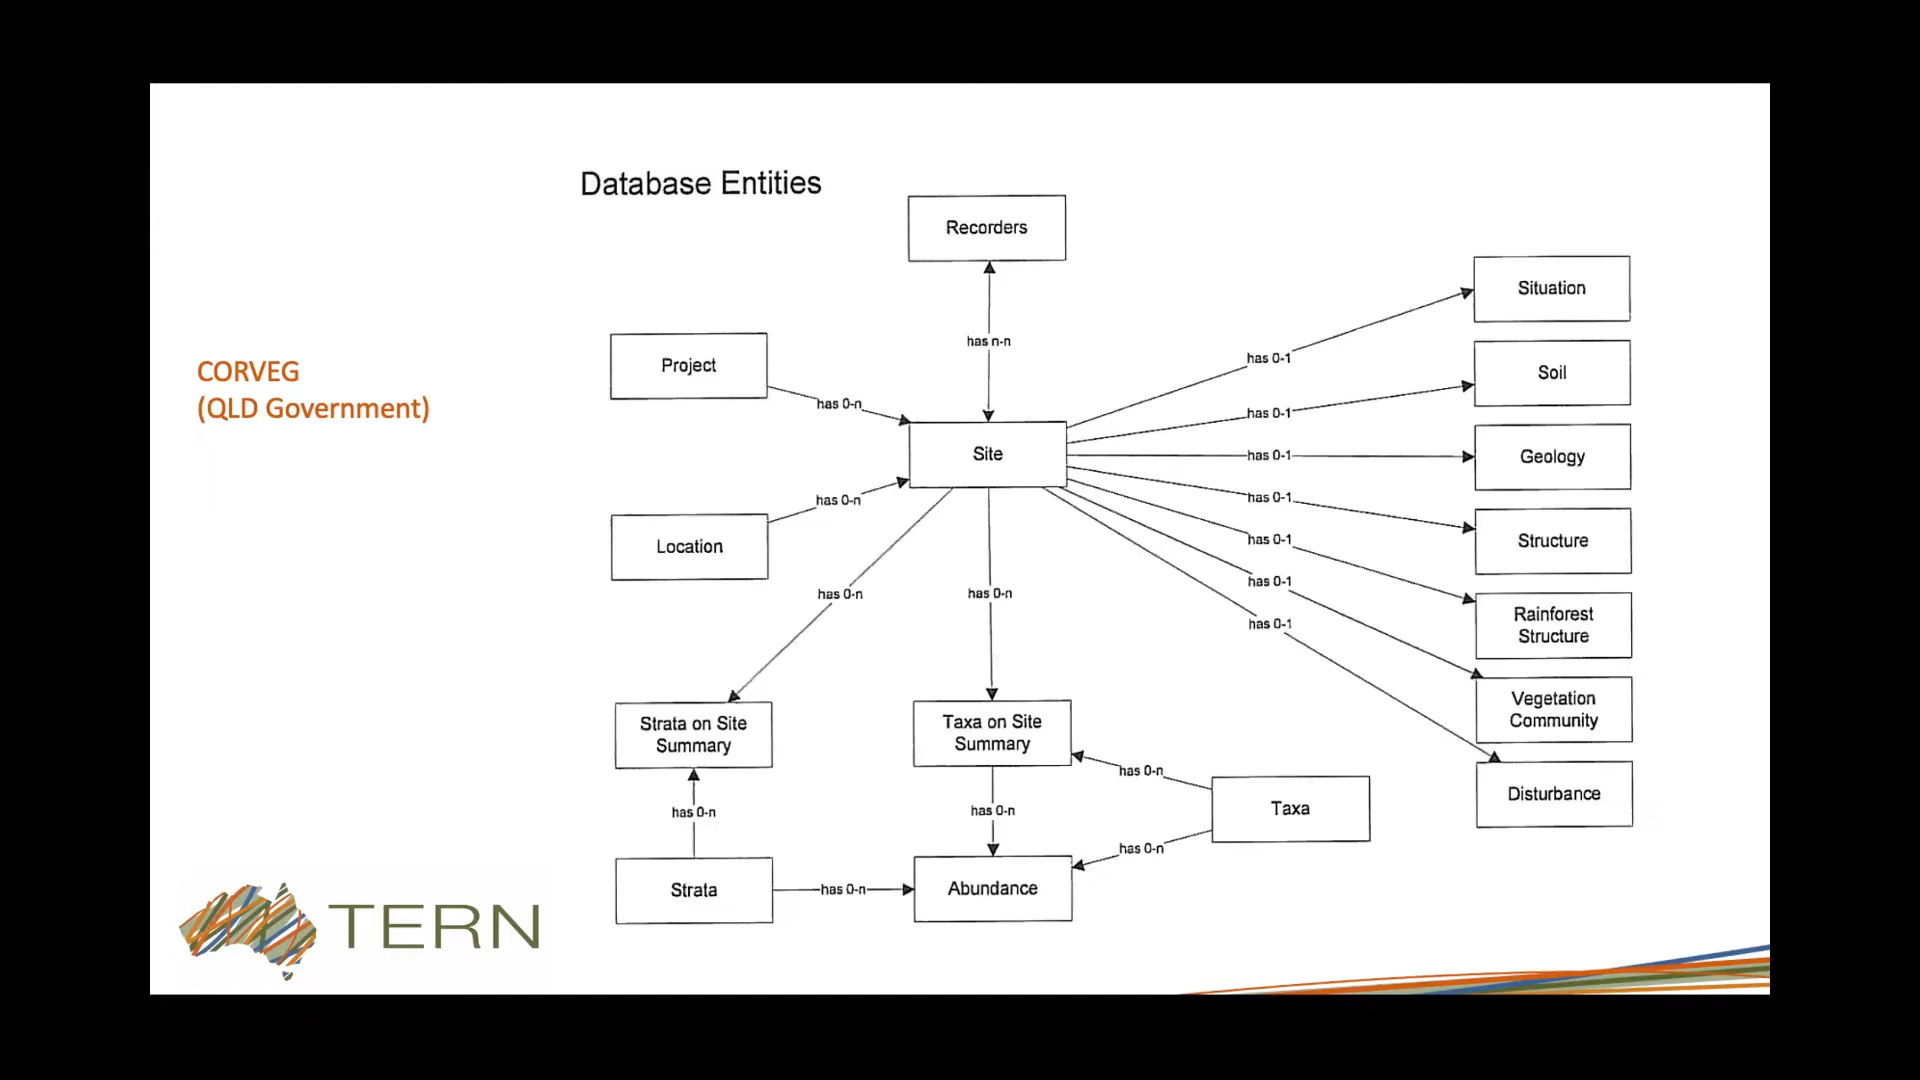 Database Entities
Recorders
Situation
has n-n
Project
has 0-1
Soil
CORVEG
(QLD Government)
has 0-n
has 0-1
Site
has 0-1
Geology
has 0-n
has 0-1
Location
has 0-1
Structure
has 0-n
has 0-n
has 0-1
has 0-1
Rainforest
Structure
Strata on Site
Summary
Taxa on Site
Summary
Vegetation
Community
has 0-n
has 0-n
has 0-n
Taxa
Disturbance
has 0-n
Strata
has 0-n
Abundance
TERN